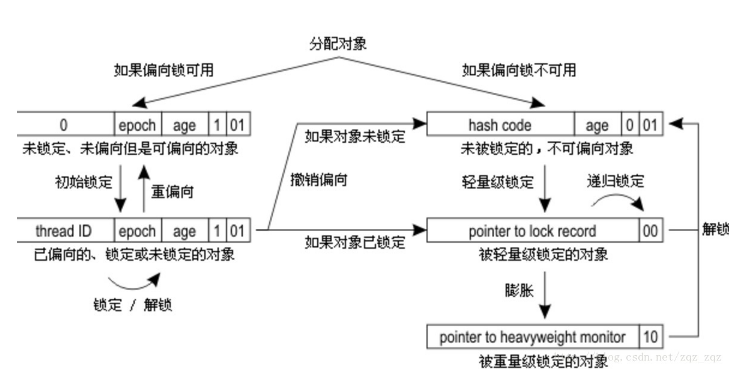 分配对象
如果偏向锁可用
如果偏向锁不可用
0 epoch age 1 01
hash code age 0 01
如果对象未锁定
未锁定、未偏向但是可偏向的对象
未被锁定的，不可偏向对象
初始锁定
重偏向
撤销偏向
轻量级锁定
递归锁定
thread ID epoch age 1 01
pointer to lock record 00
解锁
如果对象已锁定
已偏向的、锁定或未锁定的对象
被轻量级锁定的对象
锁定 / 解锁
膨胀
pointer to heavyweight monitor 10
被重量级锁定的对象
blog.csdn.net/zqz_zqz